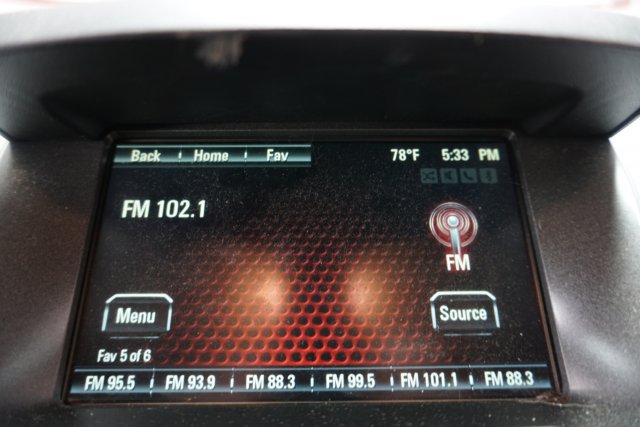 Back Home Fav 78°F 5:33 PM
FM 102.1
FM
Menu Source
Fav 5 of 6
FM 95.5 FM 93.9 FM 88.3 FM 99.5 FM 101.1 FM 88.3